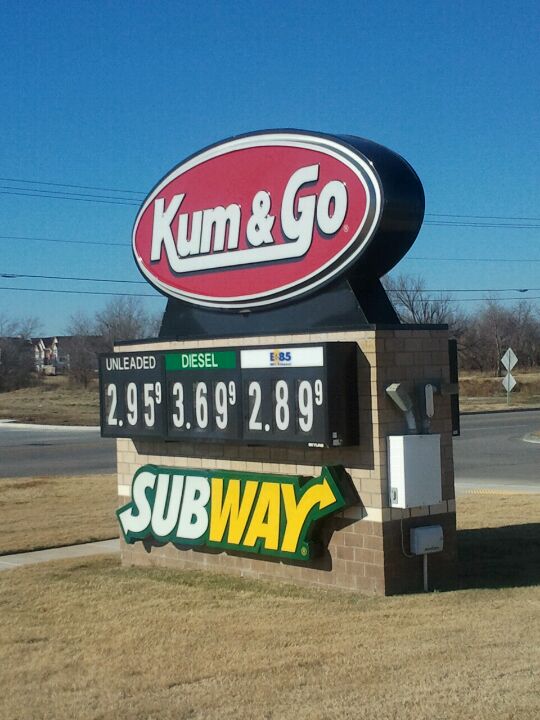 Kum & Go
UNLEADED DIESEL E85
2.959 3.699 2.899
SUBWAY